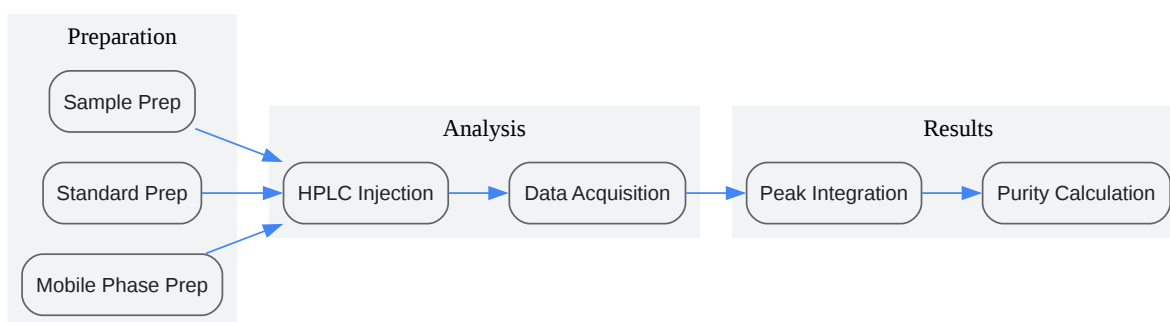 Preparation
Sample Prep
Standard Prep
Mobile Phase Prep
Analysis
HPLC Injection
Data Acquisition
Results
Peak Integration
Purity Calculation